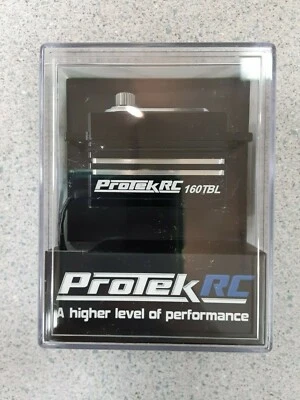 ProTekRC 160TBL
ProTekRC
A higher level of performance